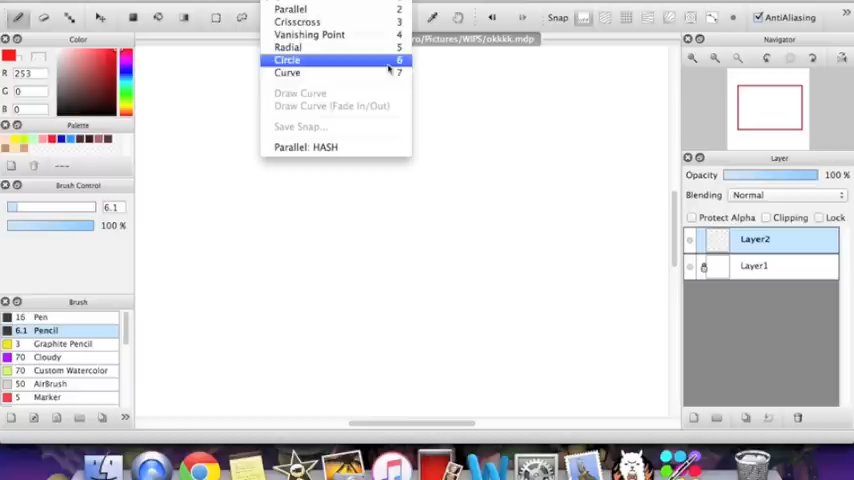 Parallel 2
Crisscross 3
Vanishing Point 4
Radial 5
Circle 6
Curve 7
Draw Curve
Draw Curve (Fade In/Out)
Save Snap...
Parallel: HASH
Snap:
AntiAliasing
ro/Pictures/WIPS/okkkk.mdp
Color
R 253
G 0
B 0
Palette
---
Brush Control
6.1
100 %
Brush
16 Pen
6.1 Pencil
3 Graphite Pencil
70 Cloudy
70 Custom Watercolor
50 AirBrush
5 Marker
Navigator
Layer
Opacity 100 %
Blending Normal
Protect Alpha Clipping Lock
Layer2
Layer1